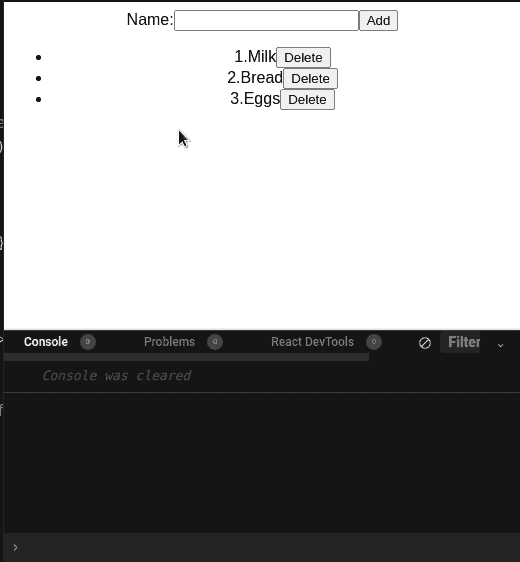 Name: Add
1.Milk Delete
2.Bread Delete
3.Eggs Delete
Console 0 Problems 0 React DevTools 0 Filter
Console was cleared